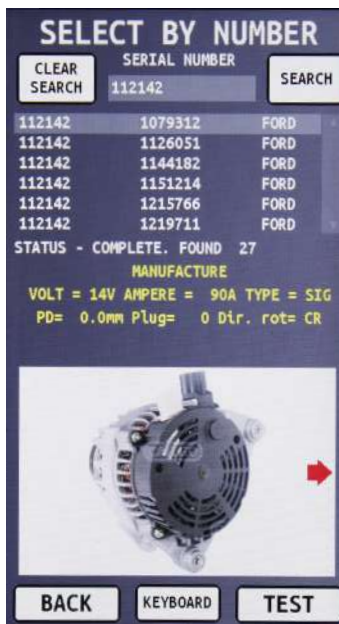 SELECT BY NUMBER
CLEAR SEARCH
SERIAL NUMBER
112142
SEARCH
112142 1079312 FORD
112142 1126051 FORD
112142 1144182 FORD
112142 1151214 FORD
112142 1215766 FORD
112142 1219711 FORD
STATUS - COMPLETE. FOUND 27
MANUFACTURE
VOLT = 14V AMPERE = 90A TYPE = SIG
PD= 0.0mm Plug= 0 Dir. rot= CR
BACK
KEYBOARD
TEST